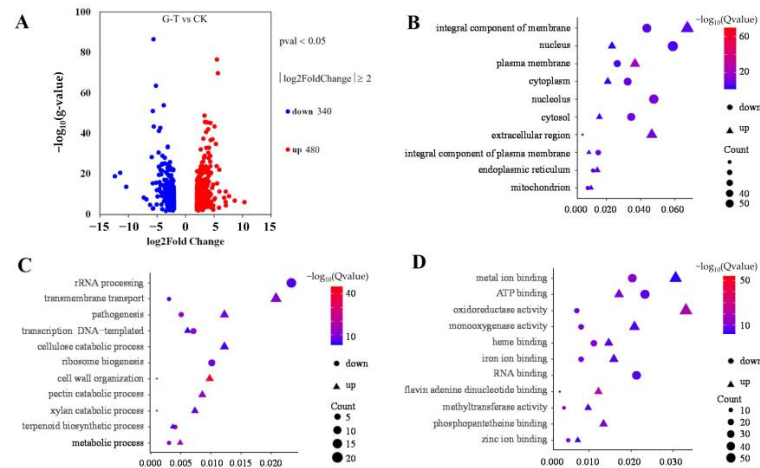 A
G-T vs CK
pval < 0.05
|log2FoldChange| ≥ 2
down 340
up 480
−log10(g-value)
100
80
60
40
20
0
−15 −10 −5 0 5 10 15
log2Fold Change
B
integral component of membrane
nucleus
plasma membrane
cytoplasm
nucleolus
cytosol
extracellular region
integral component of plasma membrane
endoplasmic reticulum
mitochondrion
0.000 0.020 0.040 0.060
−log10(Qvalue)
60
40
20
down
up
Count
40
50
C
rRNA processing
transmembrane transport
pathogenesis
transcription DNA-templated
cellulose catabolic process
ribosome biogenesis
cell wall organization
pectin catabolic process
xylan catabolic process
terpenoid biosynthetic process
metabolic process
0.000 0.005 0.010 0.015 0.020
−log10(Qvalue)
40
30
20
10
down
up
Count
5
10
15
20
D
metal ion binding
ATP binding
oxidoreductase activity
monooxygenase activity
heme binding
iron ion binding
RNA binding
flavin adenine dinucleotide binding
methyltransferase activity
phosphopantetheine binding
zinc ion binding
0.000 0.010 0.020 0.030
−log10(Qvalue)
50
30
10
down
up
Count
10
20
30
40
50